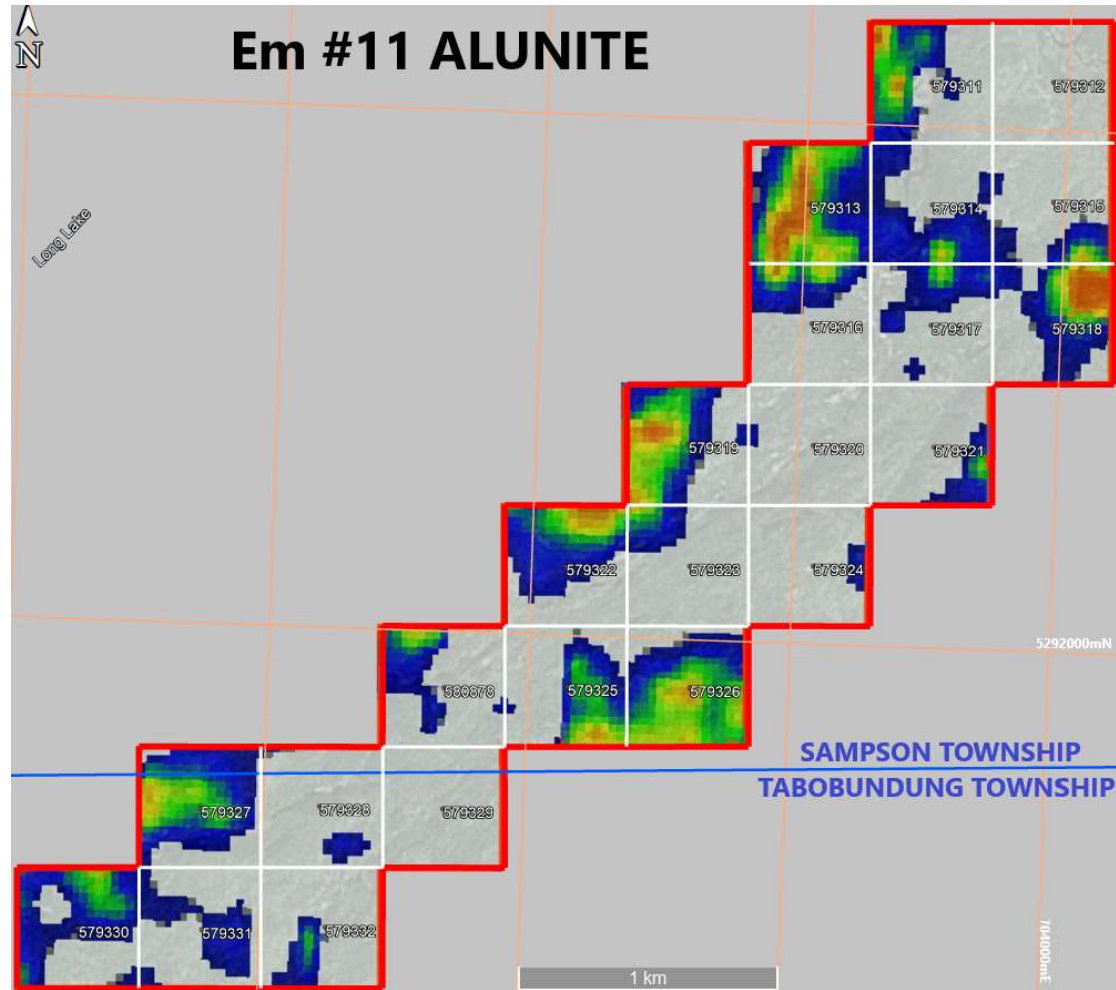 N
Em #11 ALUNITE
579311
579312
579313
579314
579315
Long Lake
579316
579317
579318
579319
579320
579321
579322
579323
579324
5292000mN
580878
579325
579326
SAMPSON TOWNSHIP
TABOBUNDUNG TOWNSHIP
579327
579328
579329
579330
579331
579332
704000mE
1 km